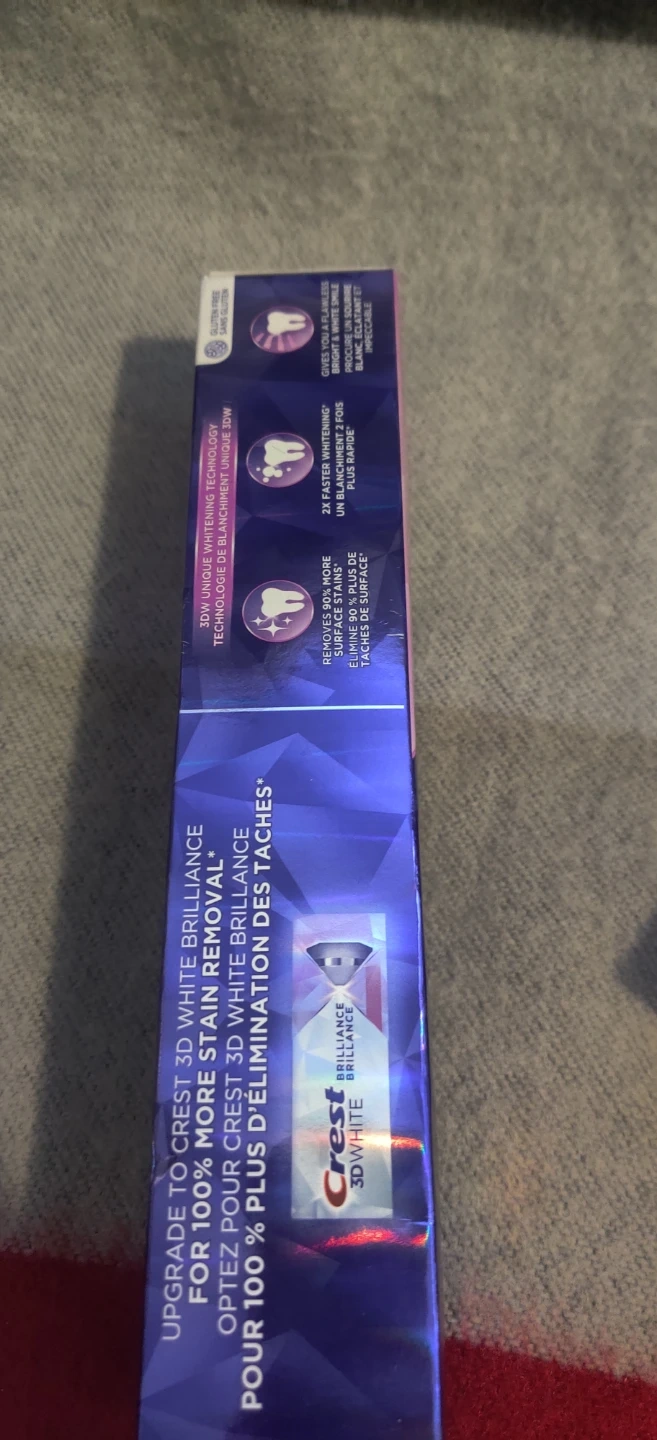 UPGRADE TO CREST 3D WHITE BRILLIANCE
FOR 100% MORE STAIN REMOVAL*
OPTEZ POUR CREST 3D WHITE BRILLANCE
POUR 100 % PLUS D'ÉLIMINATION DES TACHES*
Crest
3DWHITE
BRILLIANCE
BRILLANCE
3DW UNIQUE WHITENING TECHNOLOGY
TECHNOLOGIE DE BLANCHIMENT UNIQUE 3DW
REMOVES 90% MORE
SURFACE STAINS*
ÉLIMINE 90 % PLUS DE
TACHES DE SURFACE*
2X FASTER WHITENING*
UN BLANCHIMENT 2 FOIS
PLUS RAPIDE*
GIVES YOU A FLAWLESS
BRIGHT & WHITE SMILE
PROCURE UN SOURIRE
BLANC, ÉCLATANT ET
IMPECCABLE
GLUTEN FREE
SANS GLUTEN